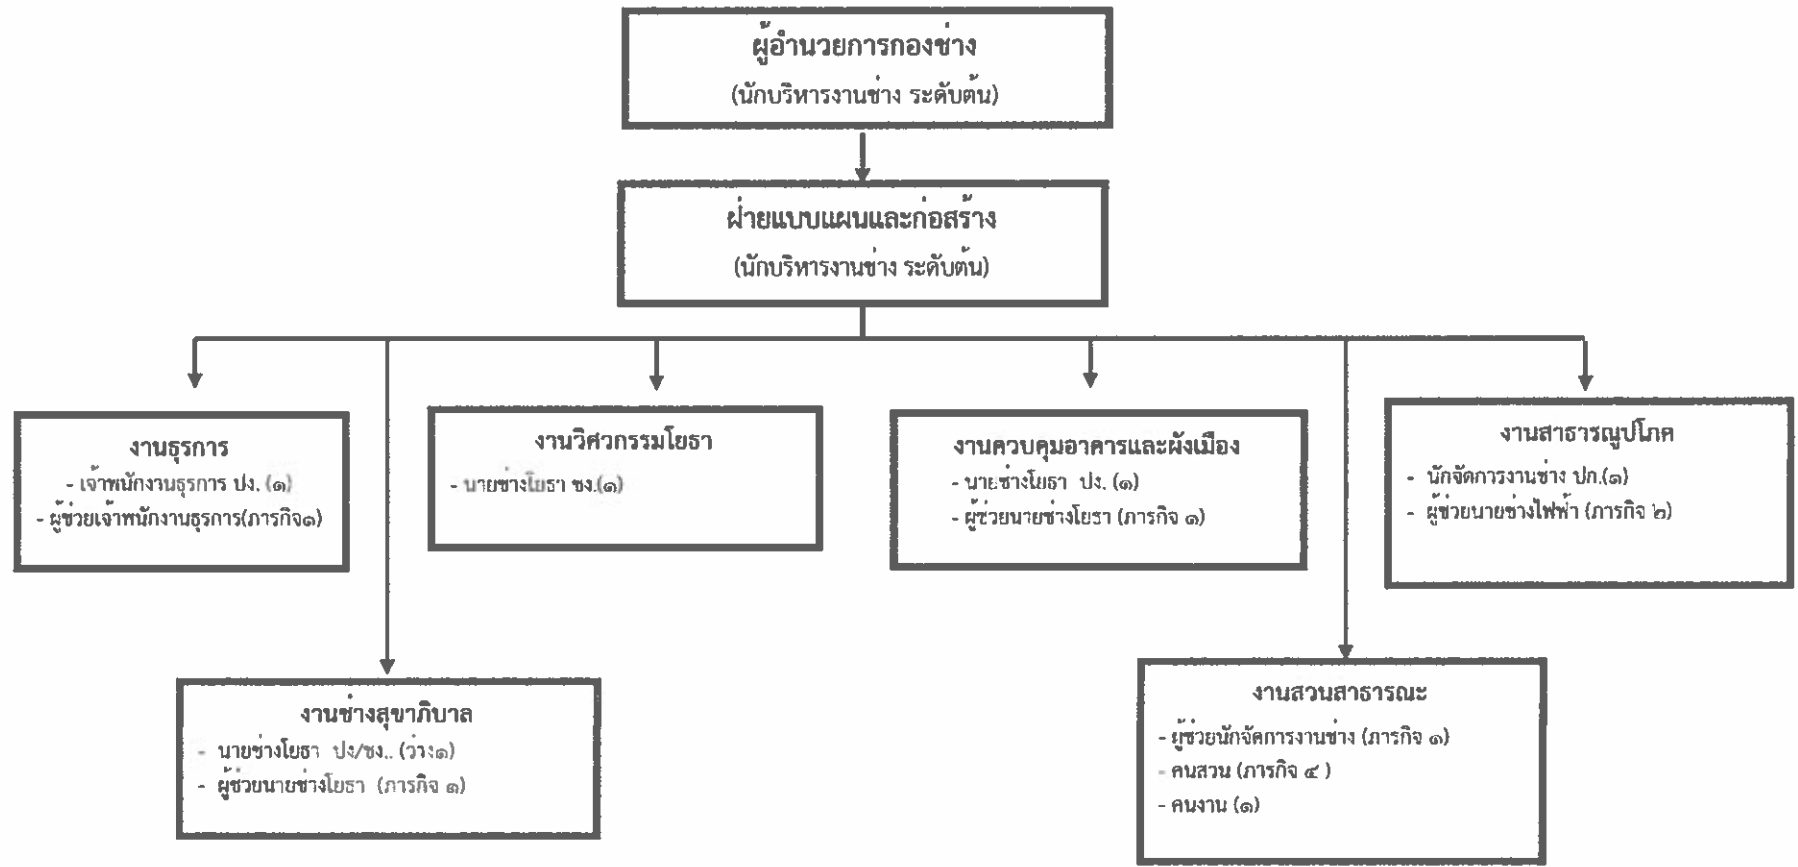 ผู้อำนวยการกองช่าง
(นักบริหารงานช่าง ระดับต้น)
ฝ่ายแบบแผนและก่อสร้าง
(นักบริหารงานช่าง ระดับต้น)
งานธุรการ
- เจ้าพนักงานธุรการ ปง. (๑)
- ผู้ช่วยเจ้าพนักงานธุรการ(ภารกิจ๑)
งานวิศวกรรมโยธา
- นายช่างโยธา ชง.(๑)
งานควบคุมอาคารและผังเมือง
- นายช่างโยธา ปง. (๑)
- ผู้ช่วยนายช่างโยธา (ภารกิจ ๑)
งานสาธารณูปโภค
- นักจัดการงานช่าง ปก.(๑)
- ผู้ช่วยนายช่างไฟฟ้า (ภารกิจ ๒)
งานช่างสุขาภิบาล
- นายช่างโยธา ปง/ชง.. (ว่าง๑)
- ผู้ช่วยนายช่างโยธา (ภารกิจ ๑)
งานสวนสาธารณะ
- ผู้ช่วยนักจัดการงานช่าง (ภารกิจ ๑)
- คนสวน (ภารกิจ ๔ )
- คนงาน (๑)